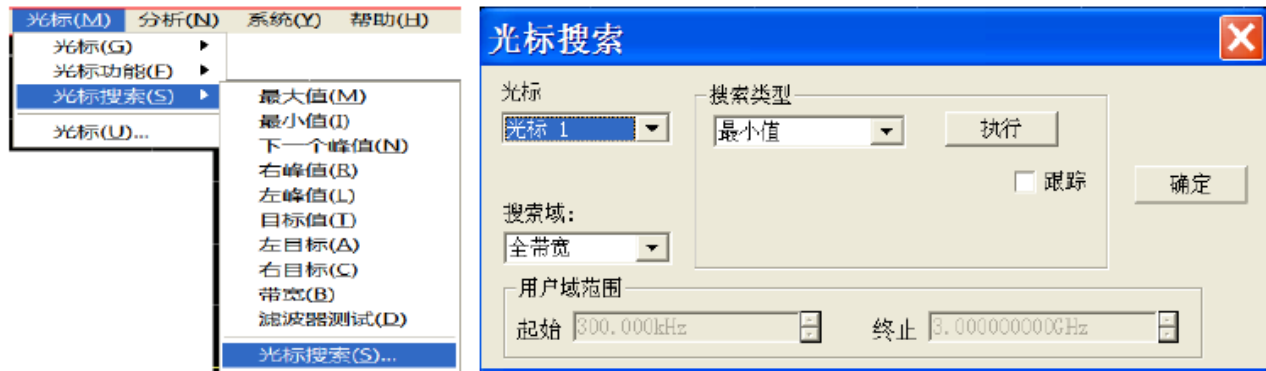 光标(M) 分析(N) 系统(Y) 帮助(H)
光标(G)
光标功能(F)
光标搜索(S)
光标(U)...
最大值(M)
最小值(I)
下一个峰值(N)
右峰值(R)
左峰值(L)
目标值(T)
左目标(A)
右目标(C)
带宽(B)
滤波器测试(D)
光标搜索(S)...
光标搜索
光标
光标 1
搜索类型
最小值
执行
跟踪
确定
搜索域:
全带宽
用户域范围
起始 300.000kHz
终止 3.000000000GHz